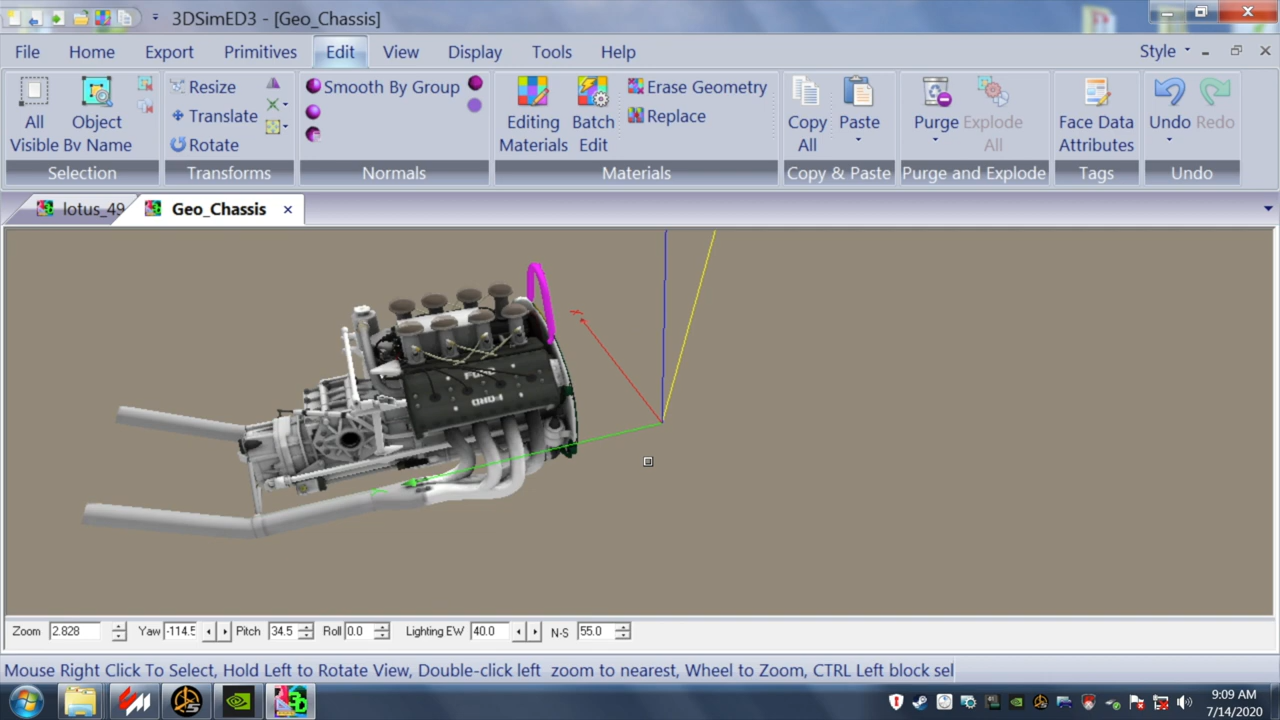 3DSimED3 - [Geo_Chassis]
File Home Export Primitives Edit View Display Tools Help Style
All Visible
Object By Name
Selection
Resize
Translate
Rotate
Transforms
Smooth By Group
Normals
Editing Materials
Batch Edit
Erase Geometry
Replace
Materials
Copy All
Paste
Copy & Paste
Purge
Explode All
Purge and Explode
Face Data Attributes
Tags
Undo
Redo
Undo
lotus_49
Geo_Chassis
FORD
Zoom 2.828 Yaw -114.5 Pitch 34.5 Roll 0.0 Lighting EW 40.0 N-S 55.0
Mouse Right Click To Select, Hold Left to Rotate View, Double-click left zoom to nearest, Wheel to Zoom, CTRL Left block sel
9:09 AM
7/14/2020